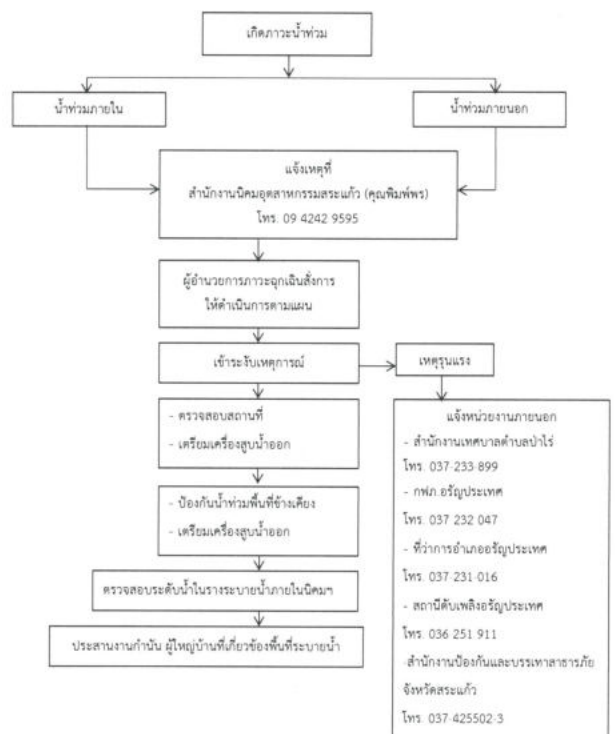 เกิดภาวะน้ำท่วม
น้ำท่วมภายใน
น้ำท่วมภายนอก
แจ้งเหตุที่
สำนักงานนิคมอุตสาหกรรมสระแก้ว (คุณพิมพ์พร)
โทร. 09 4242 9595
ผู้อำนวยการภาวะฉุกเฉินสั่งการ
ให้ดำเนินการตามแผน
เข้าระงับเหตุการณ์
เหตุรุนแรง
- ตรวจสอบสถานที่
- เตรียมเครื่องสูบน้ำออก
- ป้องกันน้ำท่วมพื้นที่ข้างเคียง
- เตรียมเครื่องสูบน้ำออก
ตรวจสอบระดับน้ำในรางระบายน้ำภายในนิคมฯ
ประสานงานกำนัน ผู้ใหญ่บ้านที่เกี่ยวข้องพื้นที่ระบายน้ำ
แจ้งหน่วยงานภายนอก
- สำนักงานเทศบาลตำบลป่าไร่
โทร. 037-233-899
- กฟภ.อรัญประเทศ
โทร. 037 232 047
- ที่ว่าการอำเภออรัญประเทศ
โทร. 037-231-016
- สถานีดับเพลิงอรัญประเทศ
โทร. 036 251 911
-สำนักงานป้องกันและบรรเทาสาธารภัย
จังหวัดสระแก้ว
โทร. 037-425502-3